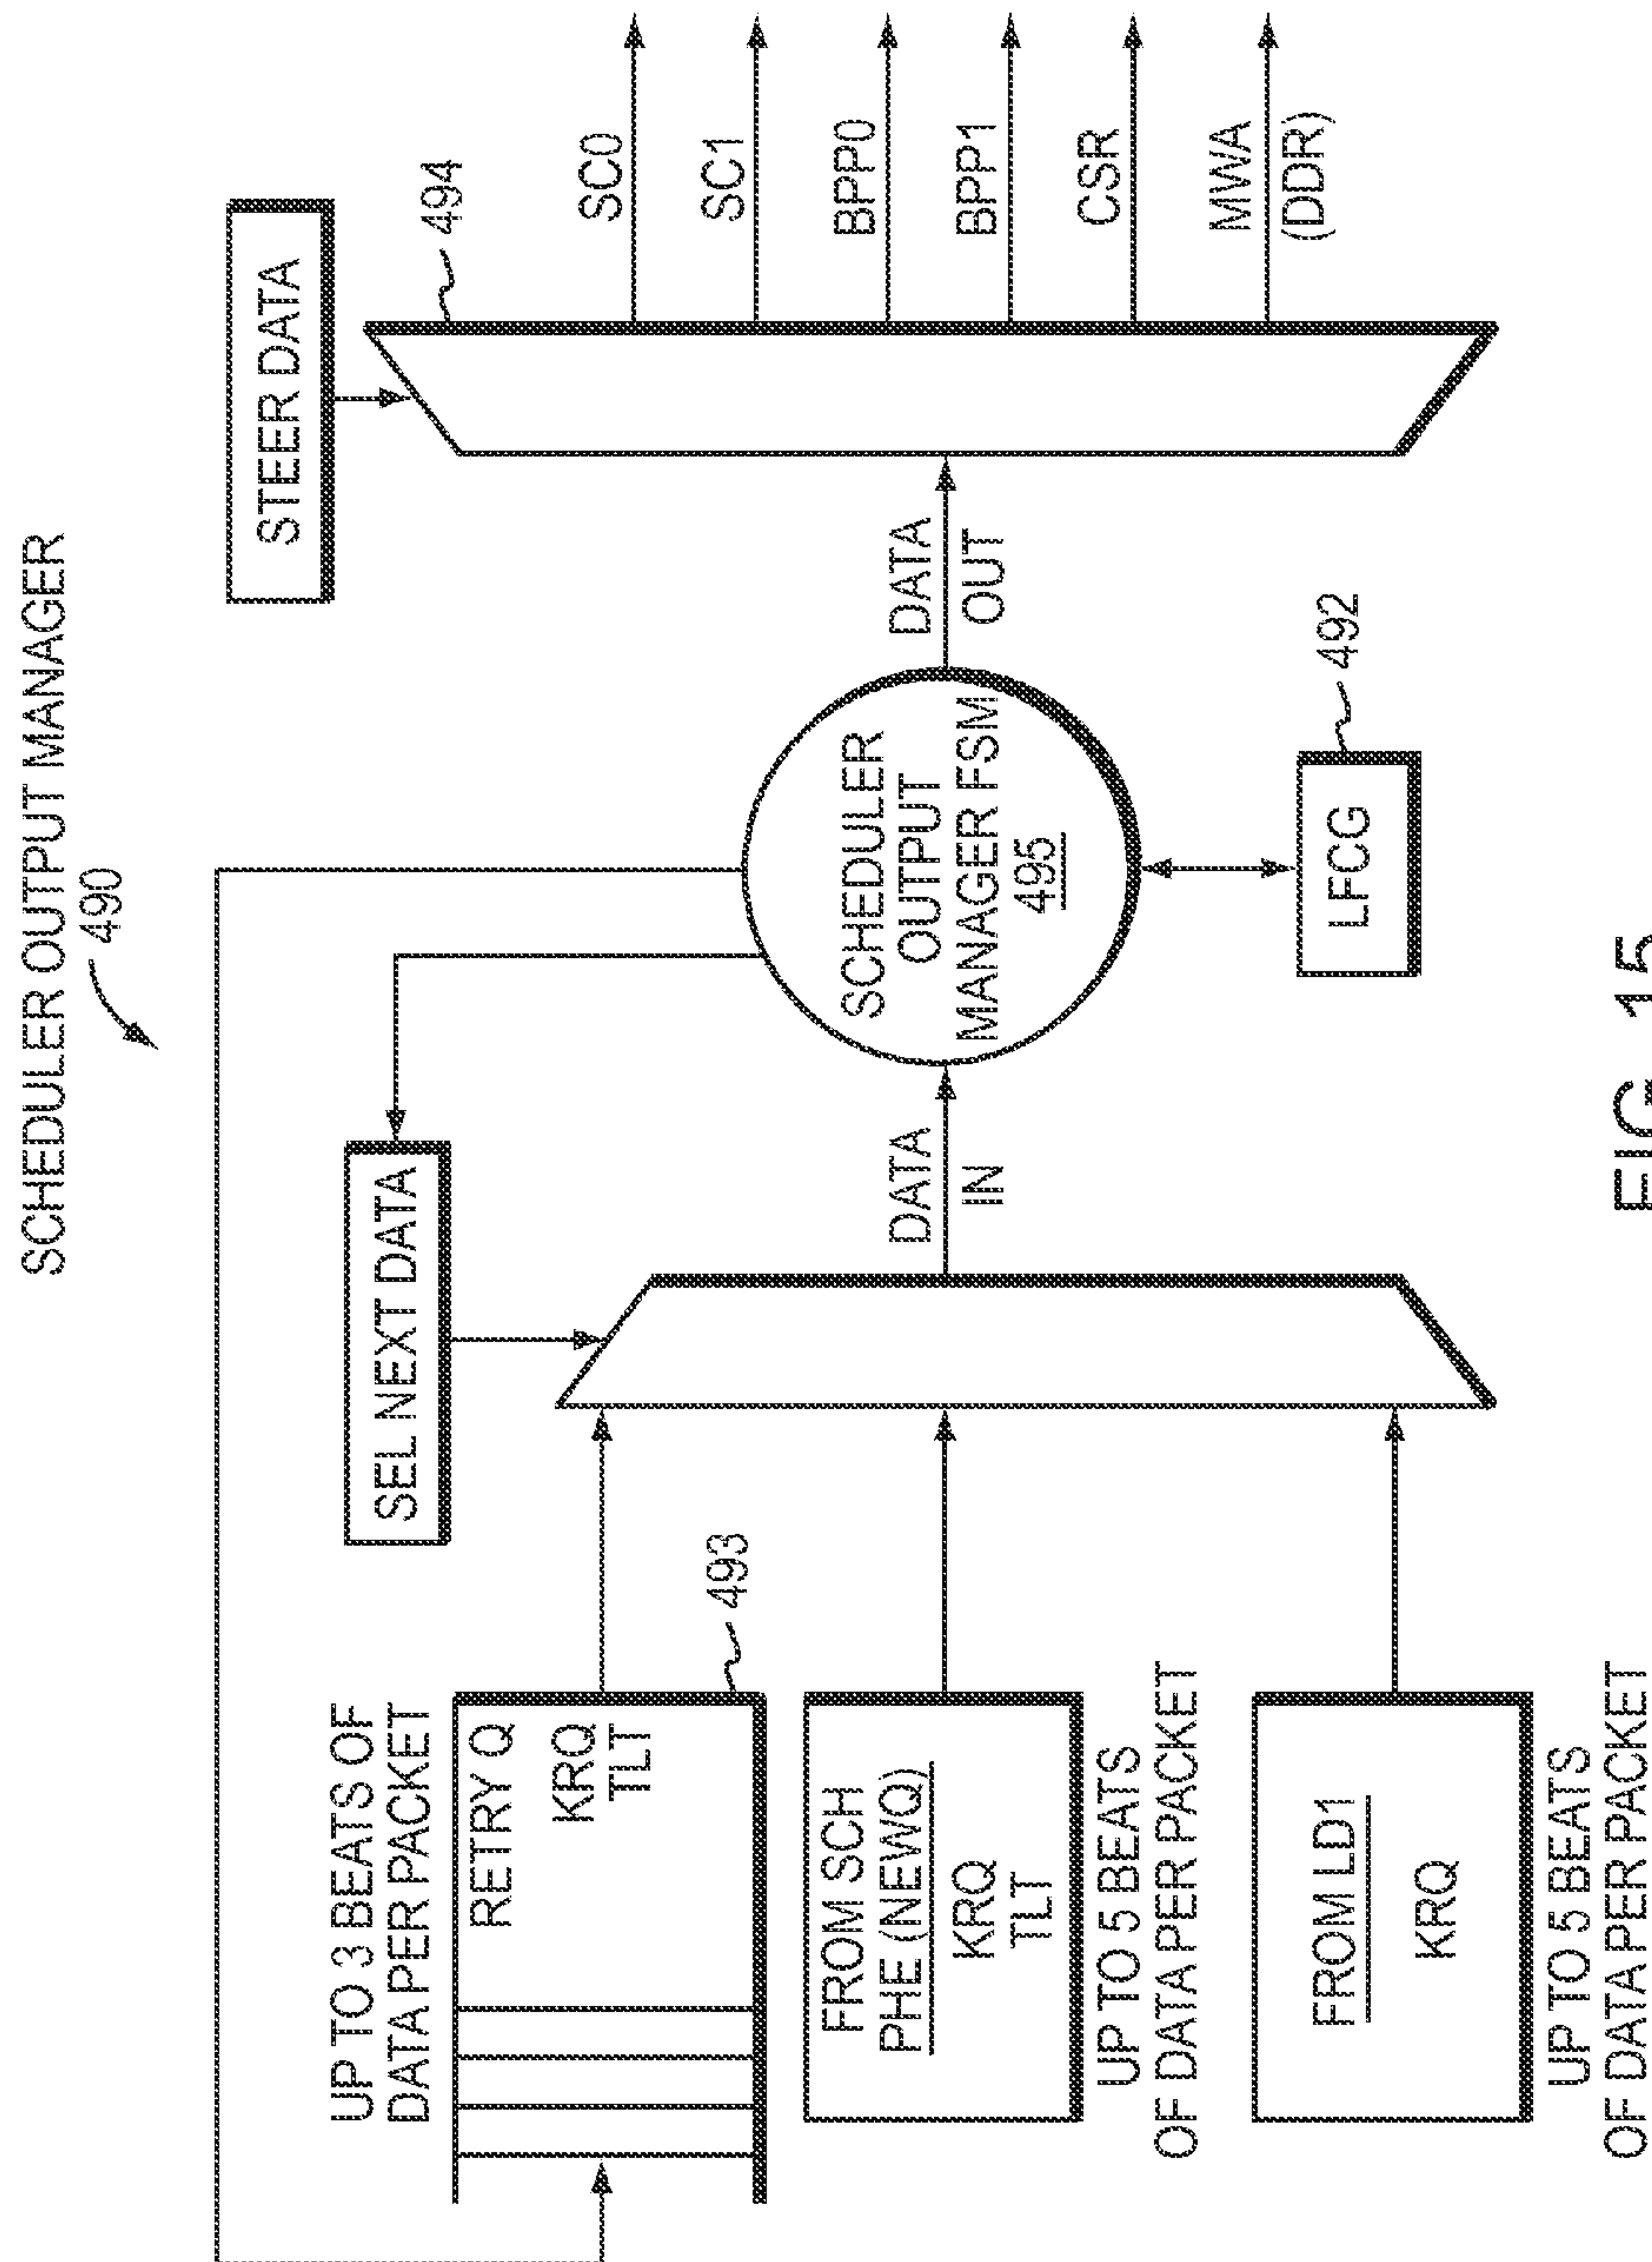 SCHEDULER OUTPUT MANAGER
490
UP TO 3 BEATS OF
DATA PER PACKET
RETRY Q
KRQ
TLT
493
FROM SCH
PHE (NEWQ)
KRQ
TLT
UP TO 5 BEATS
OF DATA PER PACKET
FROM LD1
KRQ
UP TO 5 BEATS
OF DATA PER PACKET
SEL NEXT DATA
DATA
IN
SCHEDULER
OUTPUT
MANAGER FSM
495
LFCG
492
DATA
OUT
STEER DATA
494
SC0
SC1
BPP0
BPP1
CSR
MWA
(DDR)
FIG. 15